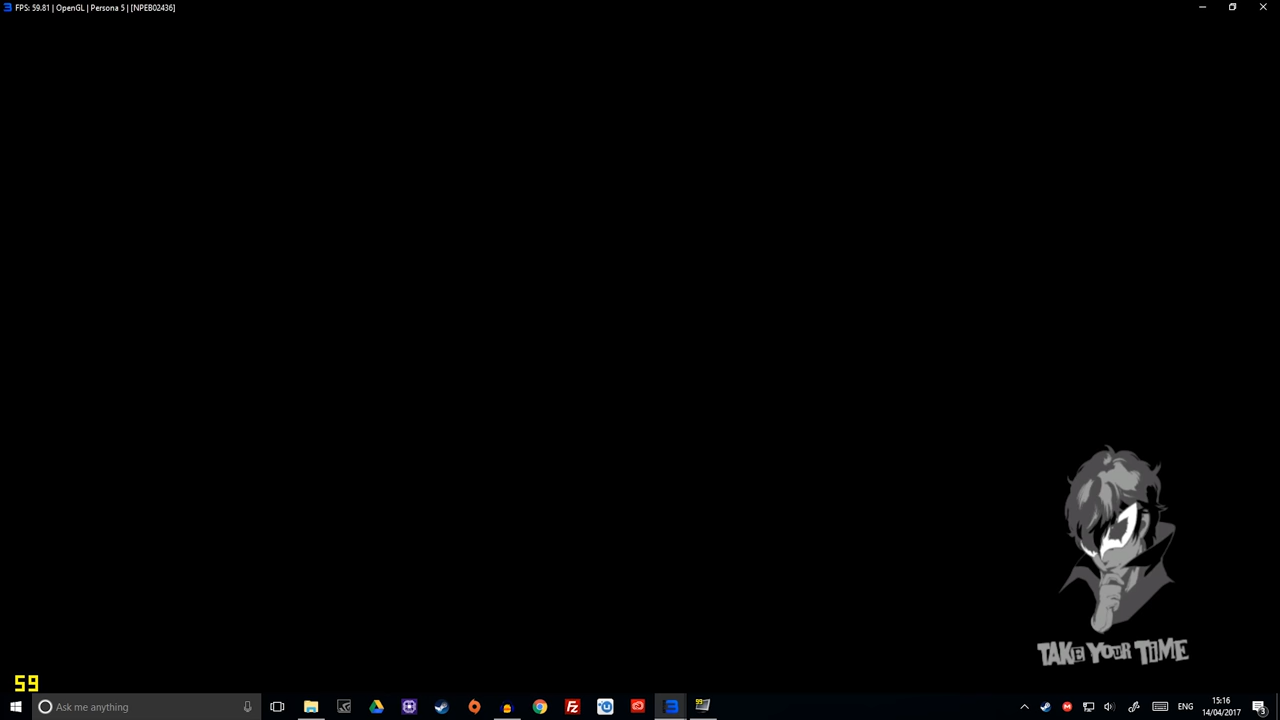 FPS: 59.81 | OpenGL | Persona 5 | [NPEB02436]
TAKE YOUR TIME
59
Ask me anything
ENG
15:16
14/04/2017
3